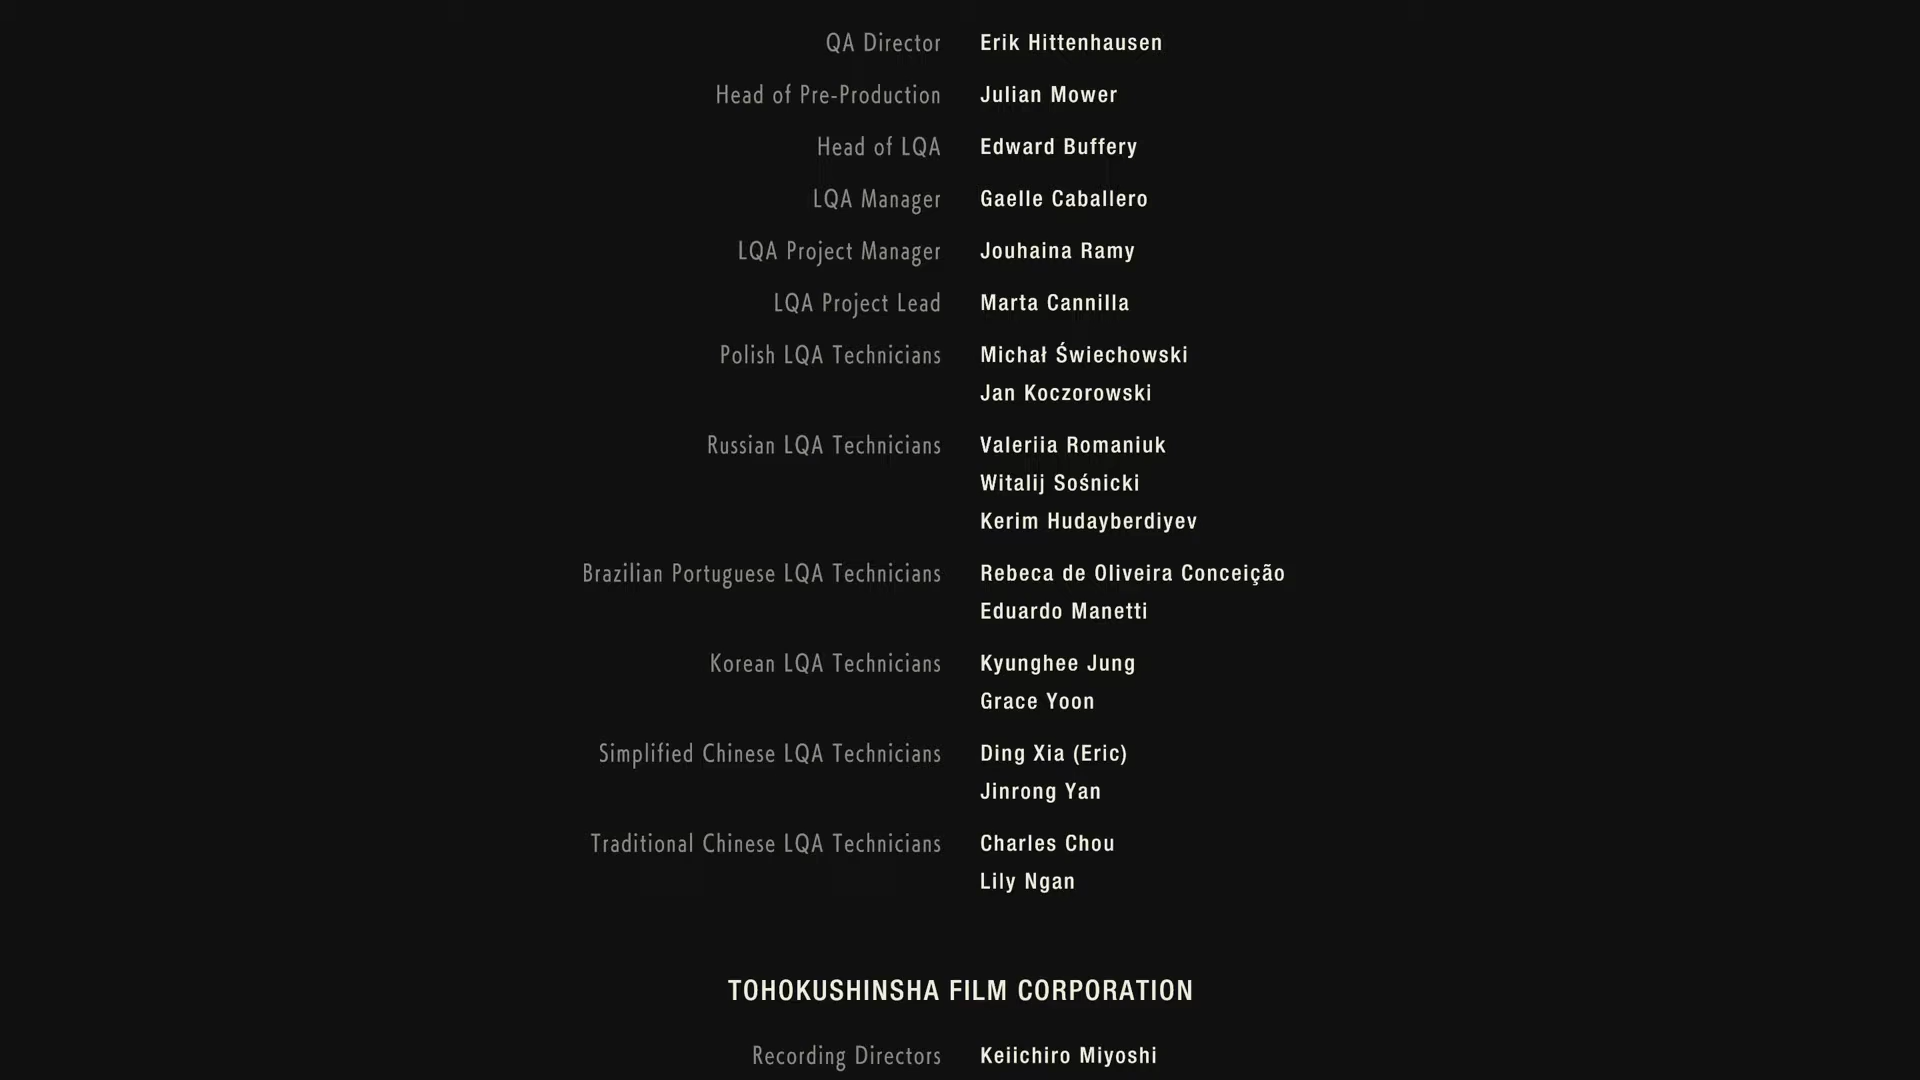 QA Director Erik Hittenhausen
Head of Pre-Production Julian Mower
Head of LQA Edward Buffery
LQA Manager Gaelle Caballero
LQA Project Manager Jouhaina Ramy
LQA Project Lead Marta Cannilla
Polish LQA Technicians Michał Świechowski
Jan Koczorowski
Russian LQA Technicians Valeriia Romaniuk
Witalij Sośnicki
Kerim Hudayberdiyev
Brazilian Portuguese LQA Technicians Rebeca de Oliveira Conceição
Eduardo Manetti
Korean LQA Technicians Kyunghee Jung
Grace Yoon
Simplified Chinese LQA Technicians Ding Xia (Eric)
Jinrong Yan
Traditional Chinese LQA Technicians Charles Chou
Lily Ngan
TOHOKUSHINSHA FILM CORPORATION
Recording Directors Keiichiro Miyoshi